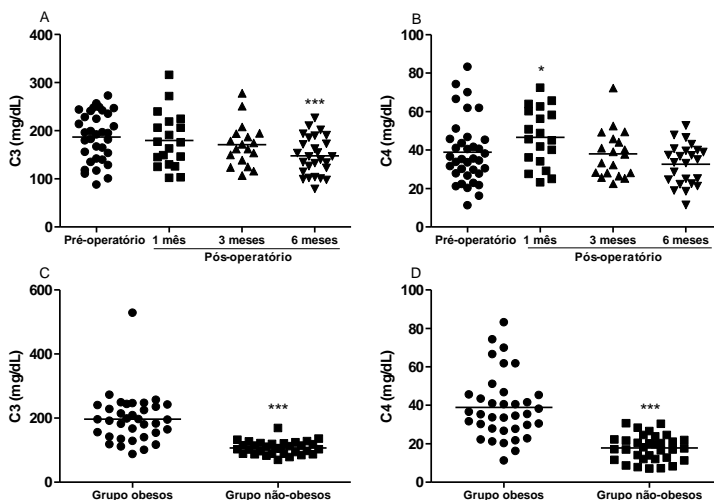 A
C3 (mg/dL)
400
300
200
100
0
***
Pré-operatório 1 mês 3 meses 6 meses
Pós-operatório
B
C4 (mg/dL)
100
80
60
40
20
0
*
Pré-operatório 1 mês 3 meses 6 meses
Pós-operatório
C
C3 (mg/dL)
600
400
200
0
***
Grupo obesos Grupo não-obesos
D
C4 (mg/dL)
100
80
60
40
20
0
***
Grupo obesos Grupo não-obesos